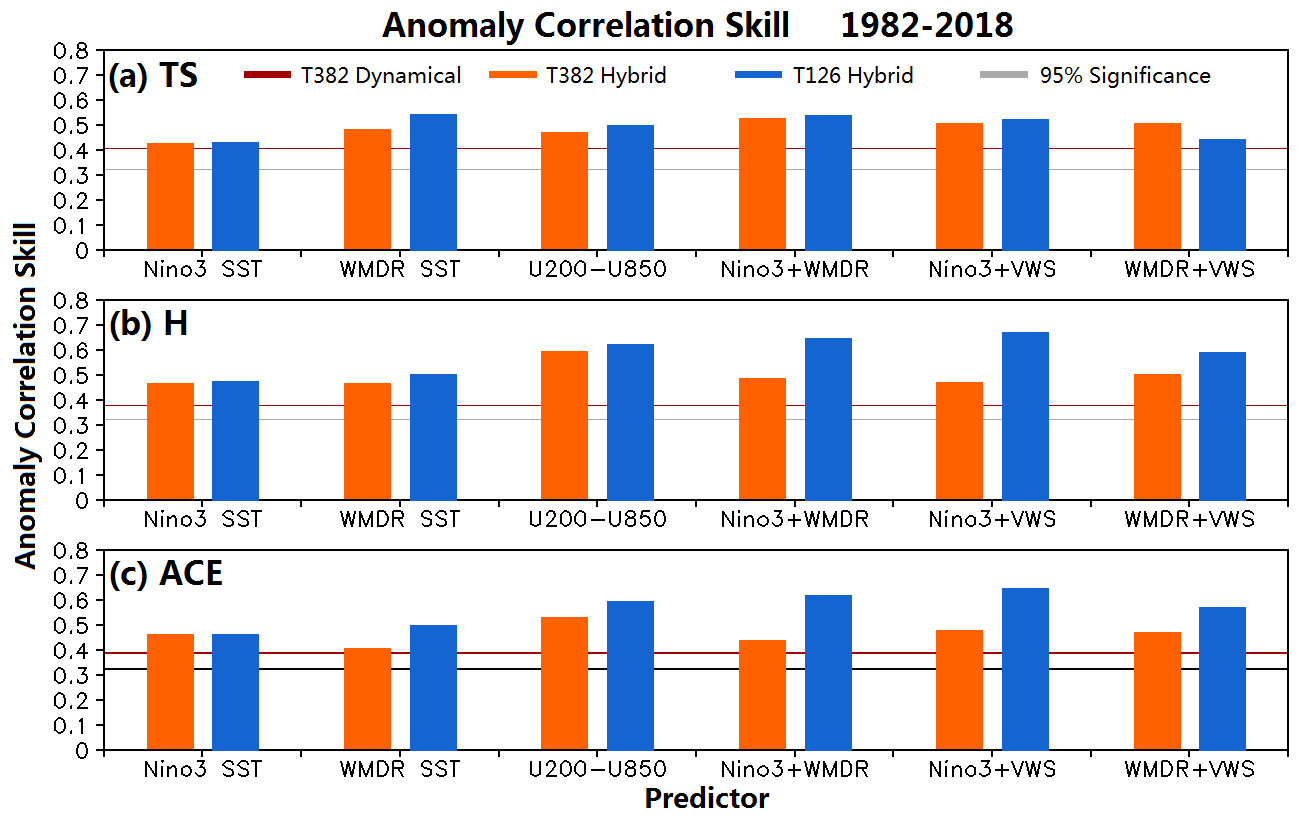 Anomaly Correlation Skill 1982-2018
Anomaly Correlation Skill
(a) TS
T382 Dynamical T382 Hybrid T126 Hybrid 95% Significance
0.8
0.7
0.6
0.5
0.4
0.3
0.2
0.1
0
Nino3 SST WMDR SST U200-U850 Nino3+WMDR Nino3+VWS WMDR+VWS
(b) H
0.8
0.7
0.6
0.5
0.4
0.3
0.2
0.1
0
Nino3 SST WMDR SST U200-U850 Nino3+WMDR Nino3+VWS WMDR+VWS
(c) ACE
0.8
0.7
0.6
0.5
0.4
0.3
0.2
0.1
0
Nino3 SST WMDR SST U200-U850 Nino3+WMDR Nino3+VWS WMDR+VWS
Predictor